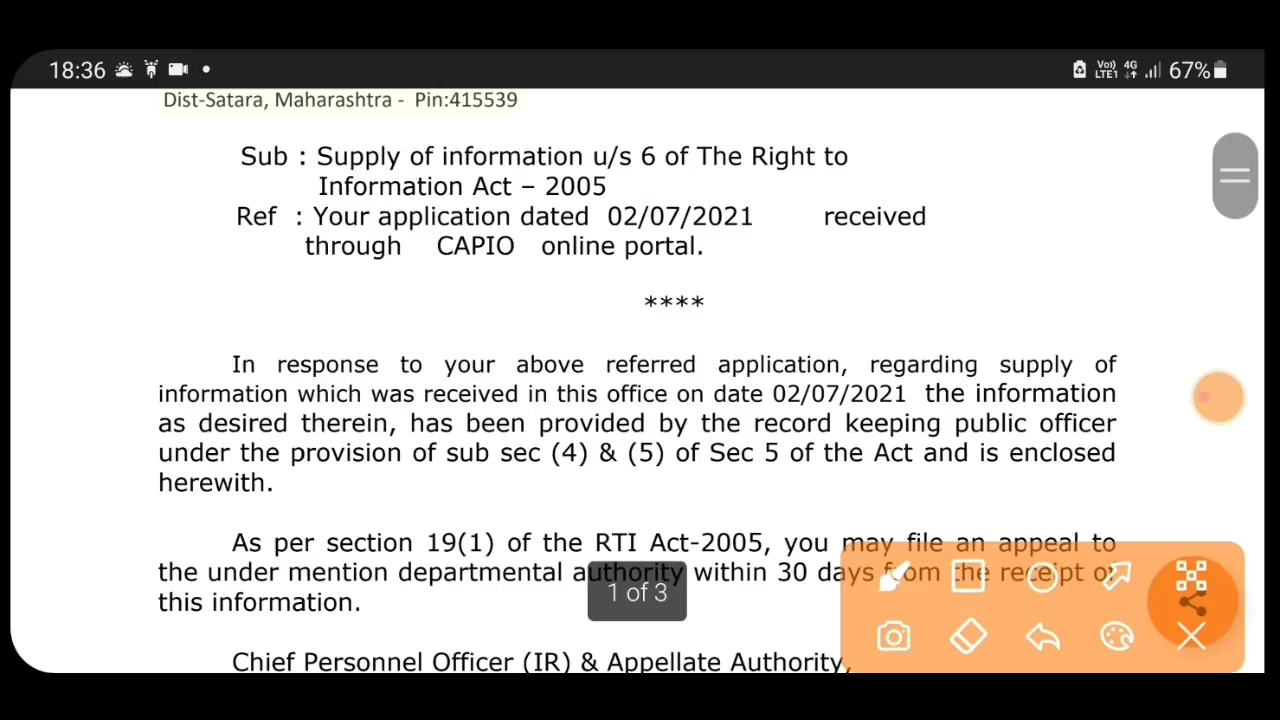 18:36
Vo) LTE1 4G 67%
Dist-Satara, Maharashtra - Pin:415539
Sub : Supply of information u/s 6 of The Right to
Information Act – 2005
Ref : Your application dated 02/07/2021 received
through CAPIO online portal.
****
In response to your above referred application, regarding supply of
information which was received in this office on date 02/07/2021 the information
as desired therein, has been provided by the record keeping public officer
under the provision of sub sec (4) & (5) of Sec 5 of the Act and is enclosed
herewith.
As per section 19(1) of the RTI Act-2005, you may file an appeal to
the under mention departmental authority within 30 days from the receipt of
this information.
1 of 3
Chief Personnel Officer (IR) & Appellate Authority,